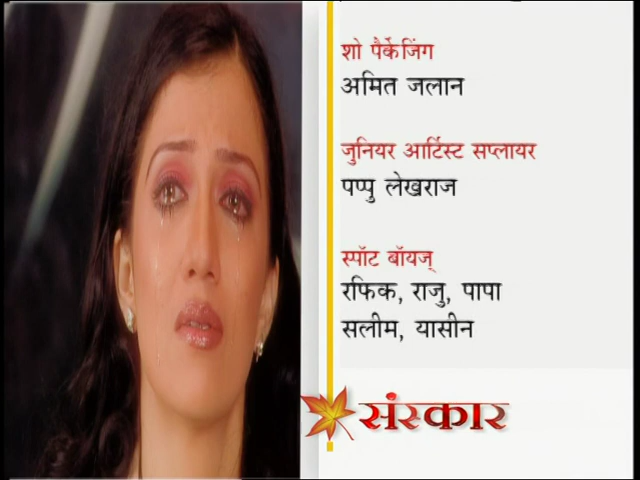 शो पैकेजिंग
अमित जलान
जुनियर आर्टिस्ट सप्लायर
पप्पु लेखराज
स्पॉट बॉयज्
रफिक, राजु, पापा
सलीम, यासीन
संस्कार